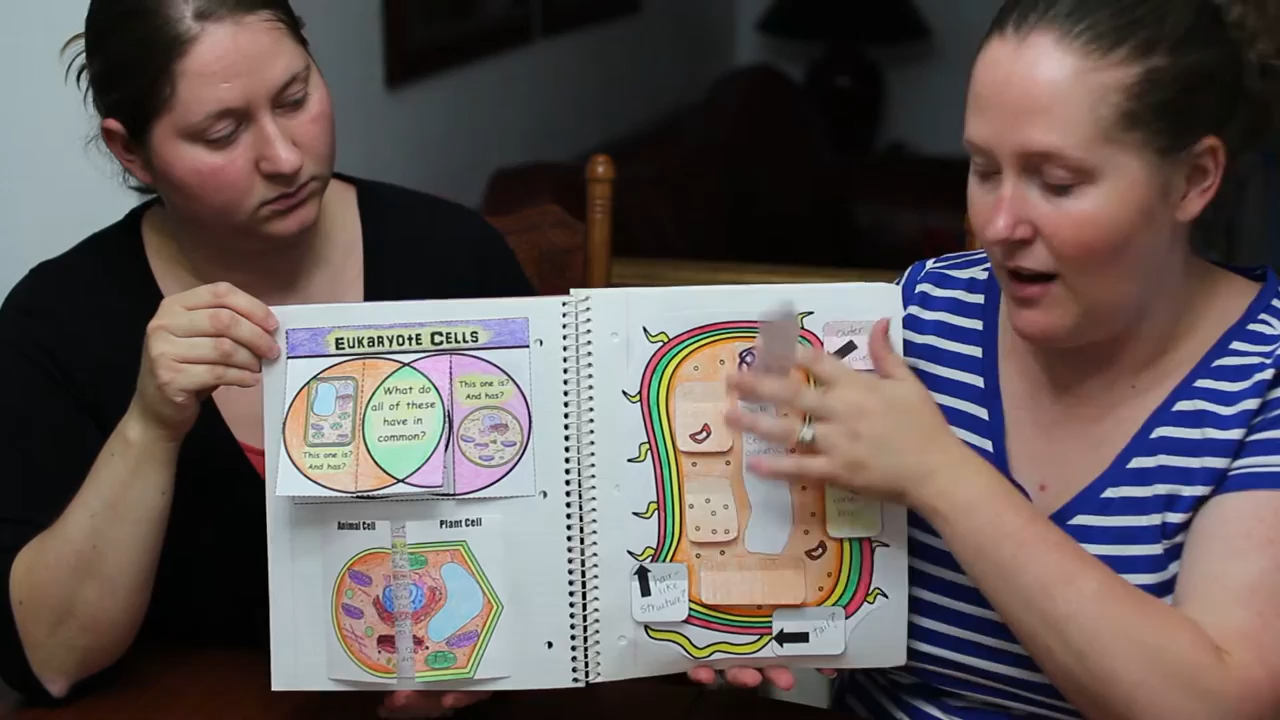 EUKARYOTE CELLS
What do
all of these
have in
common?
This one is?
And has?
This one is?
And has?
Animal Cell
Plant Cell
outer
hair-
like
structure?
tail?